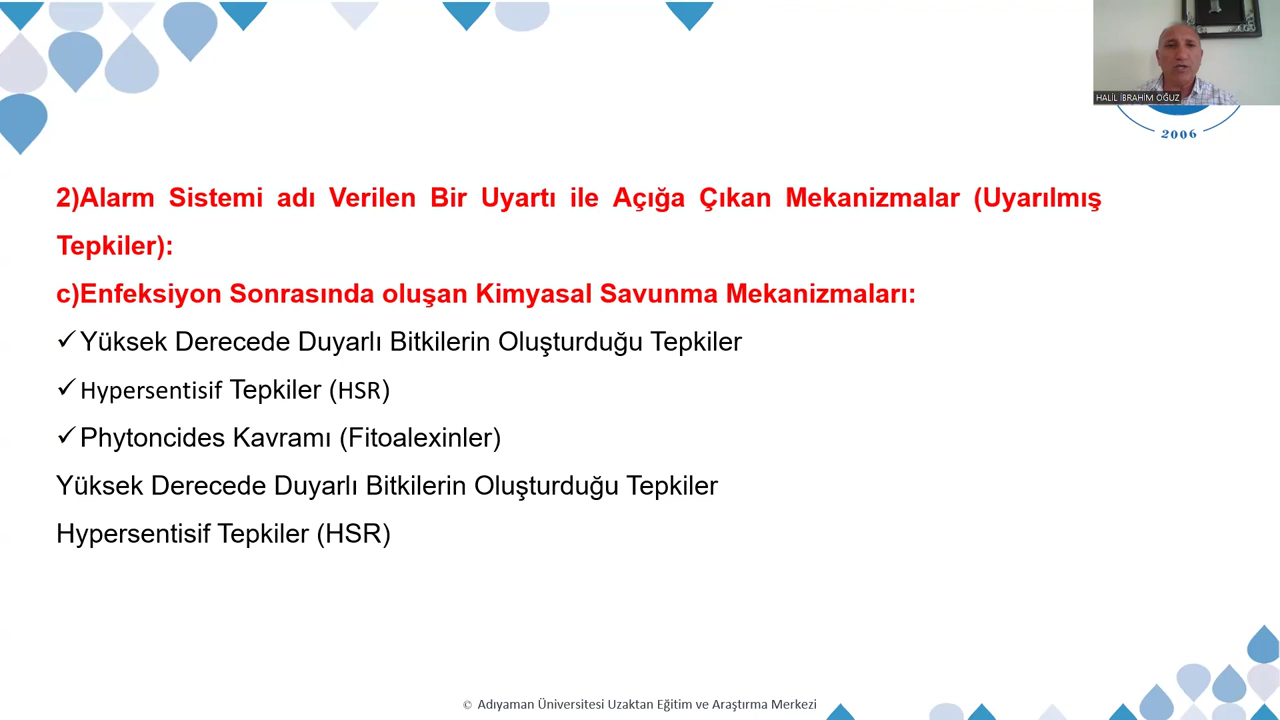 HALİL İBRAHİM OĞUZ
2006
2)Alarm Sistemi adı Verilen Bir Uyartı ile Açığa Çıkan Mekanizmalar (Uyarılmış
Tepkiler):
c)Enfeksiyon Sonrasında oluşan Kimyasal Savunma Mekanizmaları:
✓Yüksek Derecede Duyarlı Bitkilerin Oluşturduğu Tepkiler
✓Hypersentisif Tepkiler (HSR)
✓Phytoncides Kavramı (Fitoalexinler)
Yüksek Derecede Duyarlı Bitkilerin Oluşturduğu Tepkiler
Hypersentisif Tepkiler (HSR)
© Adıyaman Üniversitesi Uzaktan Eğitim ve Araştırma Merkezi